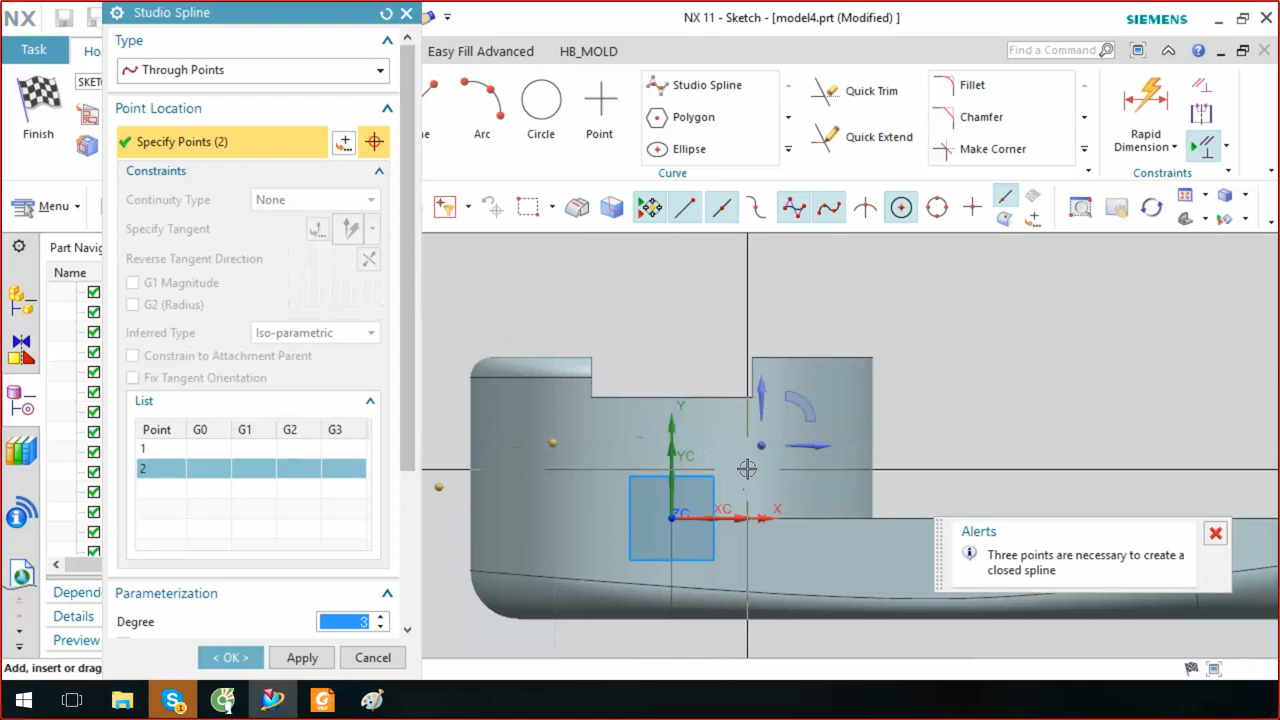 NX
Studio Spline
NX 11 - Sketch - [model4.prt (Modified) ]
SIEMENS
Task
Ho
Easy Fill Advanced
HB_MOLD
Find a Command
Type
Through Points
SKET
Finish
Arc
Circle
Point
Studio Spline
Polygon
Ellipse
Curve
Quick Trim
Quick Extend
Fillet
Chamfer
Make Corner
Rapid
Dimension
Constraints
Menu
Point Location
Specify Points (2)
Constraints
Continuity Type
None
Specify Tangent
Reverse Tangent Direction
G1 Magnitude
G2 (Radius)
Inferred Type
Iso-parametric
Constrain to Attachment Parent
Fix Tangent Orientation
List
Point G0 G1 G2 G3
1
2
Parameterization
Degree
3
< OK >
Apply
Cancel
Part Navig
Name
Depend
Details
Preview
Add, insert or drag
Y
YC
ZC
XC
X
Alerts
Three points are necessary to create a
closed spline
1